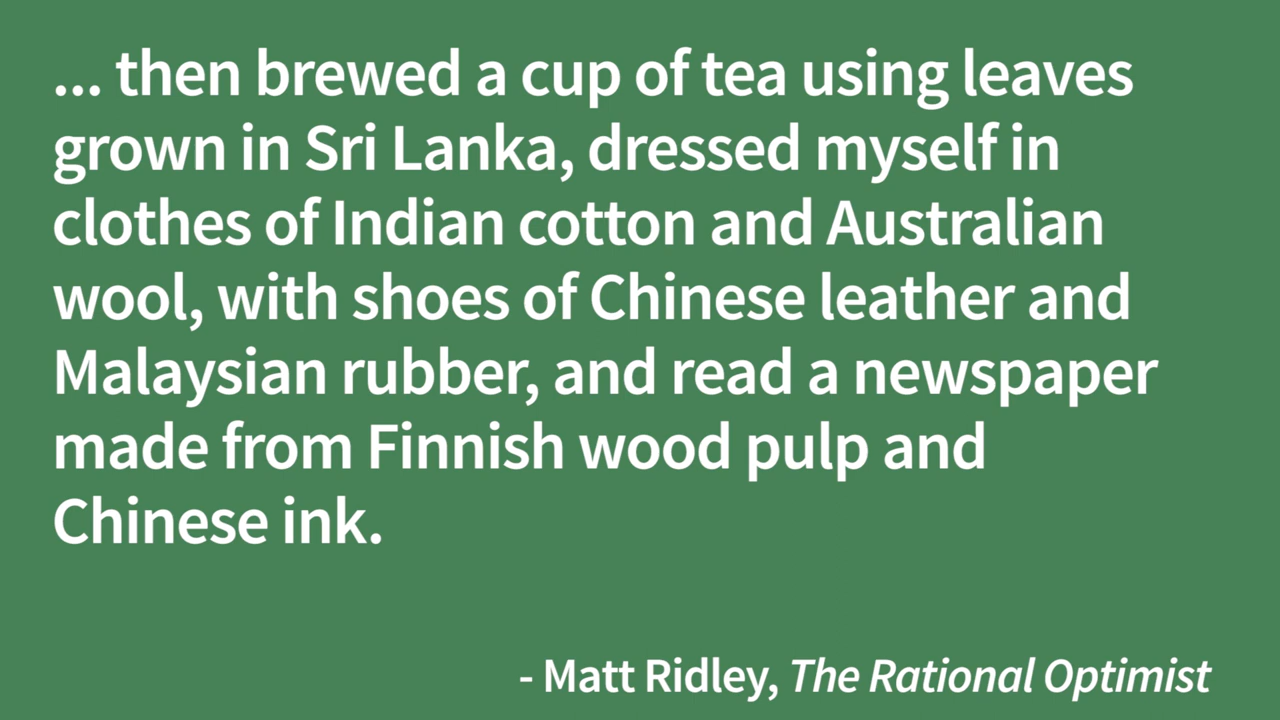 ... then brewed a cup of tea using leaves
grown in Sri Lanka, dressed myself in
clothes of Indian cotton and Australian
wool, with shoes of Chinese leather and
Malaysian rubber, and read a newspaper
made from Finnish wood pulp and
Chinese ink.
- Matt Ridley, The Rational Optimist